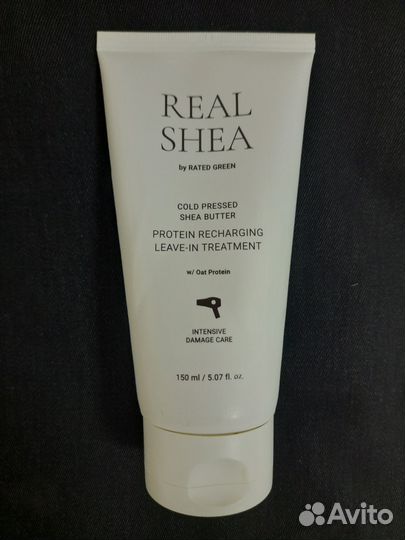 REAL
SHEA
by RATED GREEN
COLD PRESSED
SHEA BUTTER
PROTEIN RECHARGING
LEAVE-IN TREATMENT
w/ Oat Protein
INTENSIVE
DAMAGE CARE
150 ml / 5.07 fl. oz.
Avito